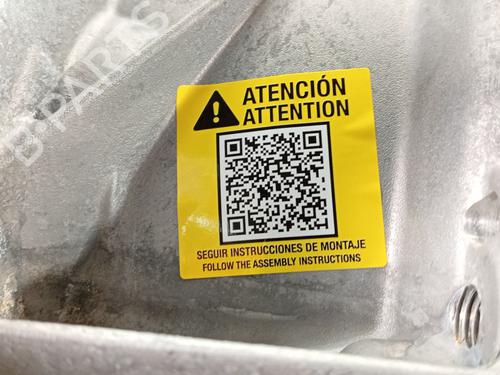 B-PARTS
ATENCIÓN
ATTENTION
SEGUIR INSTRUCCIONES DE MONTAJE
FOLLOW THE ASSEMBLY INSTRUCTIONS